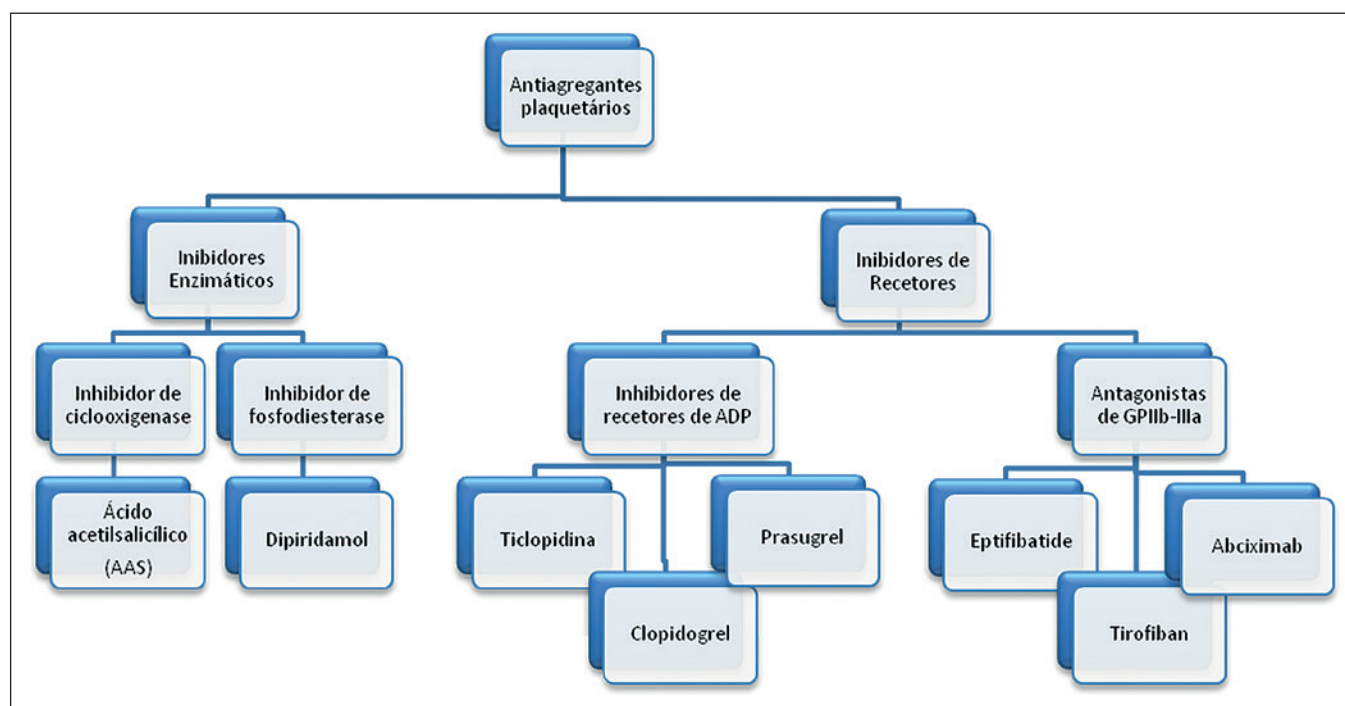 Antiagregantes
plaquetários
Inibidores
Enzimáticos
Inibidores de
Recetores
Inhibidor de
ciclooxigenase
Inhibidor de
fosfodiesterase
Inhibidores de
recetores de ADP
Antagonistas
de GPIIb-IIIa
Ácido
acetilsalicílico
(AAS)
Dipiridamol
Ticlopidina
Clopidogrel
Prasugrel
Eptifibatide
Tirofiban
Abciximab